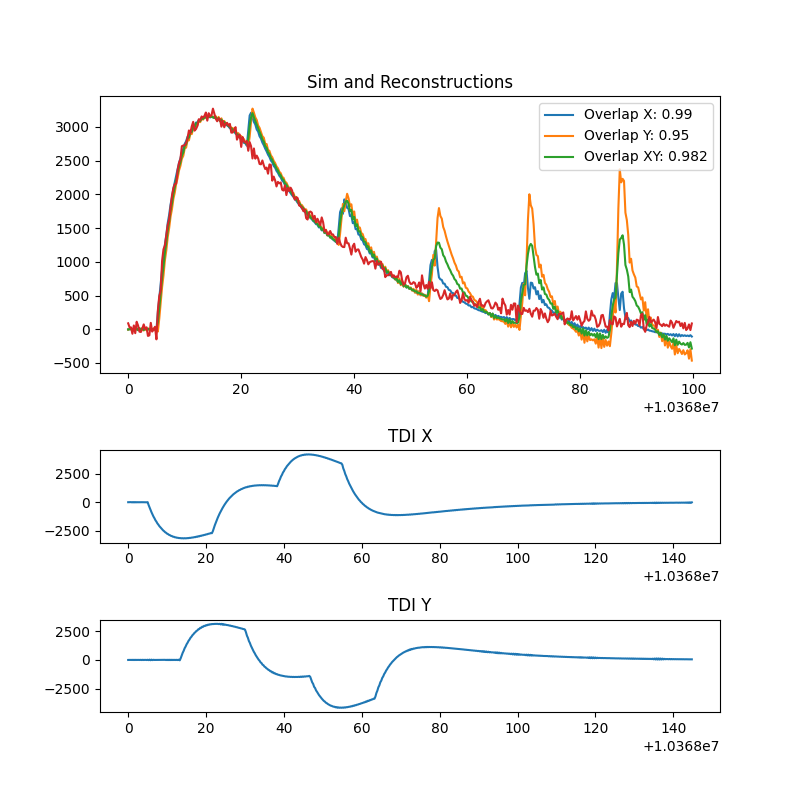 Sim and Reconstructions
Overlap X: 0.99
Overlap Y: 0.95
Overlap XY: 0.982
3000
2500
2000
1500
1000
500
0
−500
0 20 40 60 80 100
+1.0368e7
TDI X
2500
0
−2500
0 20 40 60 80 100 120 140
+1.0368e7
TDI Y
2500
0
−2500
0 20 40 60 80 100 120 140
+1.0368e7